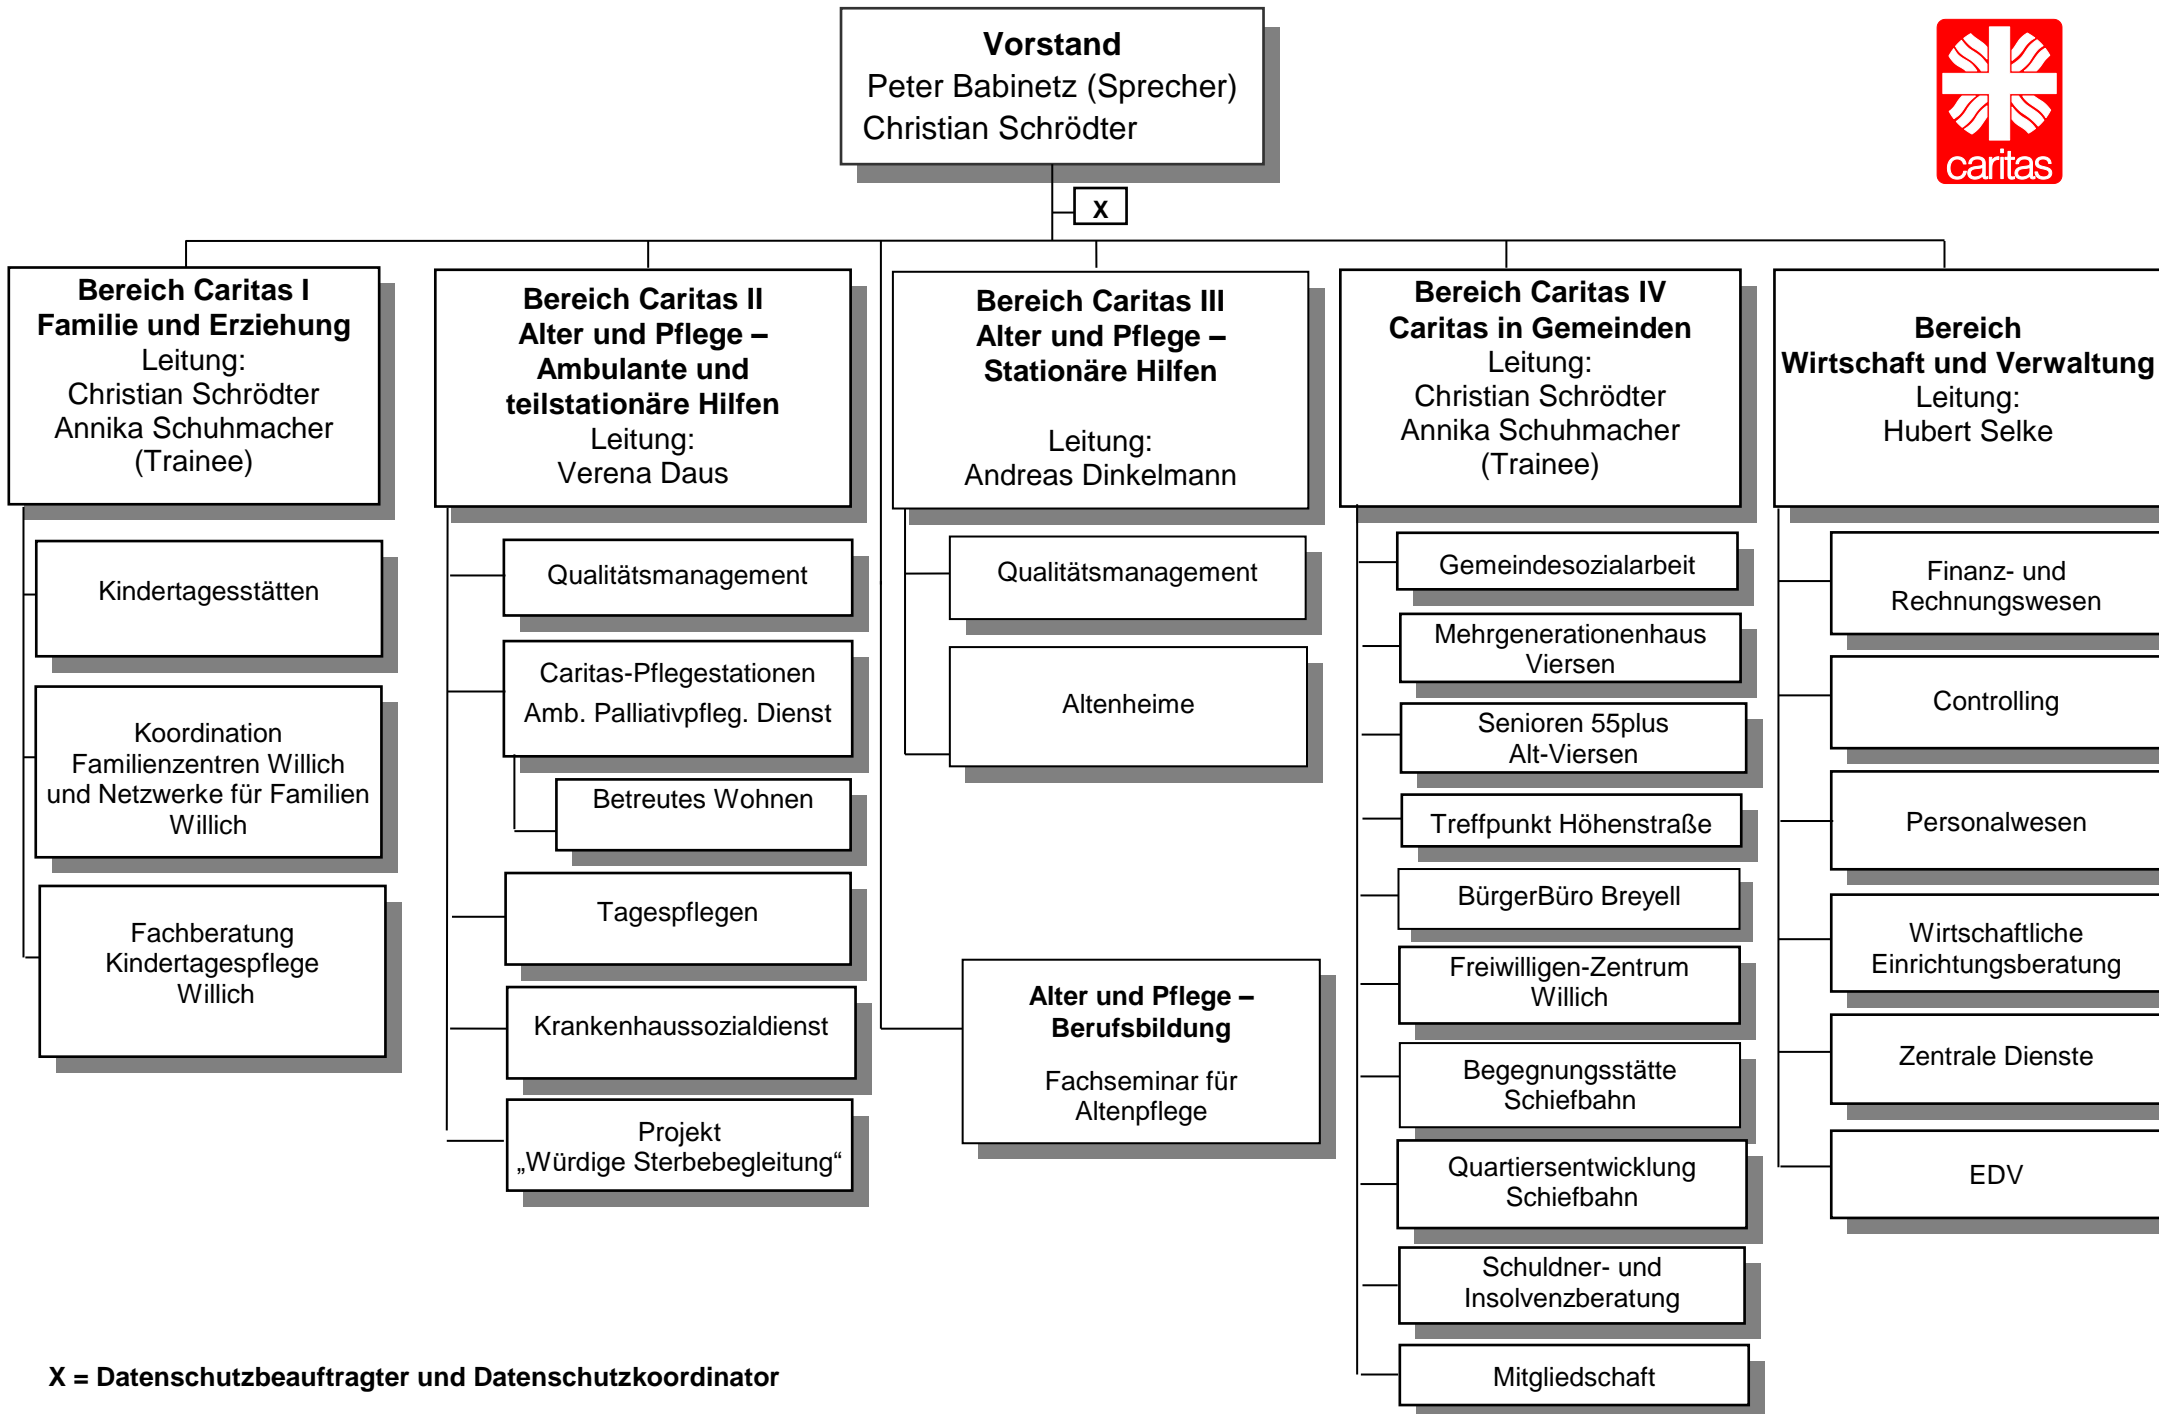 Vorstand
Peter Babinetz (Sprecher)
Christian Schrödter
caritas
X
Bereich Caritas I
Familie und Erziehung
Leitung:
Christian Schrödter
Annika Schuhmacher
(Trainee)
Kindertagesstätten
Koordination
Familienzentren Willich
und Netzwerke für Familien
Willich
Fachberatung
Kindertagespflege
Willich
Bereich Caritas II
Alter und Pflege –
Ambulante und
teilstationäre Hilfen
Leitung:
Verena Daus
Qualitätsmanagement
Caritas-Pflegestationen
Amb. Palliativpfleg. Dienst
Betreutes Wohnen
Tagespflegen
Krankenhaussozialdienst
Projekt
„Würdige Sterbebegleitung“
Bereich Caritas III
Alter und Pflege –
Stationäre Hilfen
Leitung:
Andreas Dinkelmann
Qualitätsmanagement
Altenheime
Alter und Pflege –
Berufsbildung
Fachseminar für
Altenpflege
Bereich Caritas IV
Caritas in Gemeinden
Leitung:
Christian Schrödter
Annika Schuhmacher
(Trainee)
Gemeindesozialarbeit
Mehrgenerationenhaus
Viersen
Senioren 55plus
Alt-Viersen
Treffpunkt Höhenstraße
BürgerBüro Breyell
Freiwilligen-Zentrum
Willich
Begegnungsstätte
Schiefbahn
Quartiersentwicklung
Schiefbahn
Schuldner- und
Insolvenzberatung
Mitgliedschaft
Bereich
Wirtschaft und Verwaltung
Leitung:
Hubert Selke
Finanz- und
Rechnungswesen
Controlling
Personalwesen
Wirtschaftliche
Einrichtungsberatung
Zentrale Dienste
EDV
X = Datenschutzbeauftragter und Datenschutzkoordinator